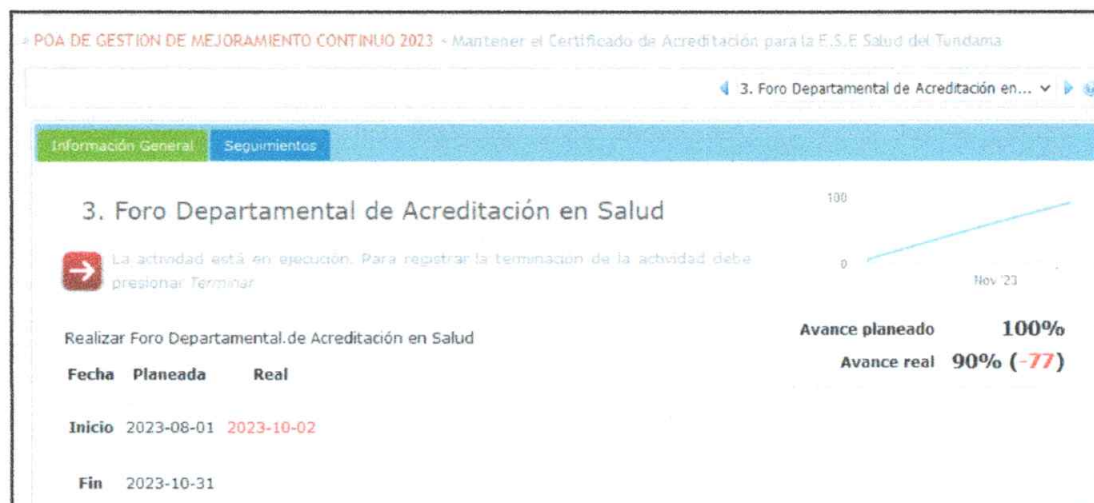 POA DE GESTION DE MEJORAMIENTO CONTINUO 2023 - Mantener el Certificado de Acreditación para la E.S.E Salud del Tundama
3. Foro Departamental de Acreditación en...
Información General Seguimientos
3. Foro Departamental de Acreditación en Salud
La actividad está en ejecución. Para registrar la terminación de la actividad debe
presionar Terminar
100
0
Nov '23
Realizar Foro Departamental de Acreditación en Salud
Avance planeado 100%
Avance real 90% (-77)
Fecha Planeada Real
Inicio 2023-08-01 2023-10-02
Fin 2023-10-31